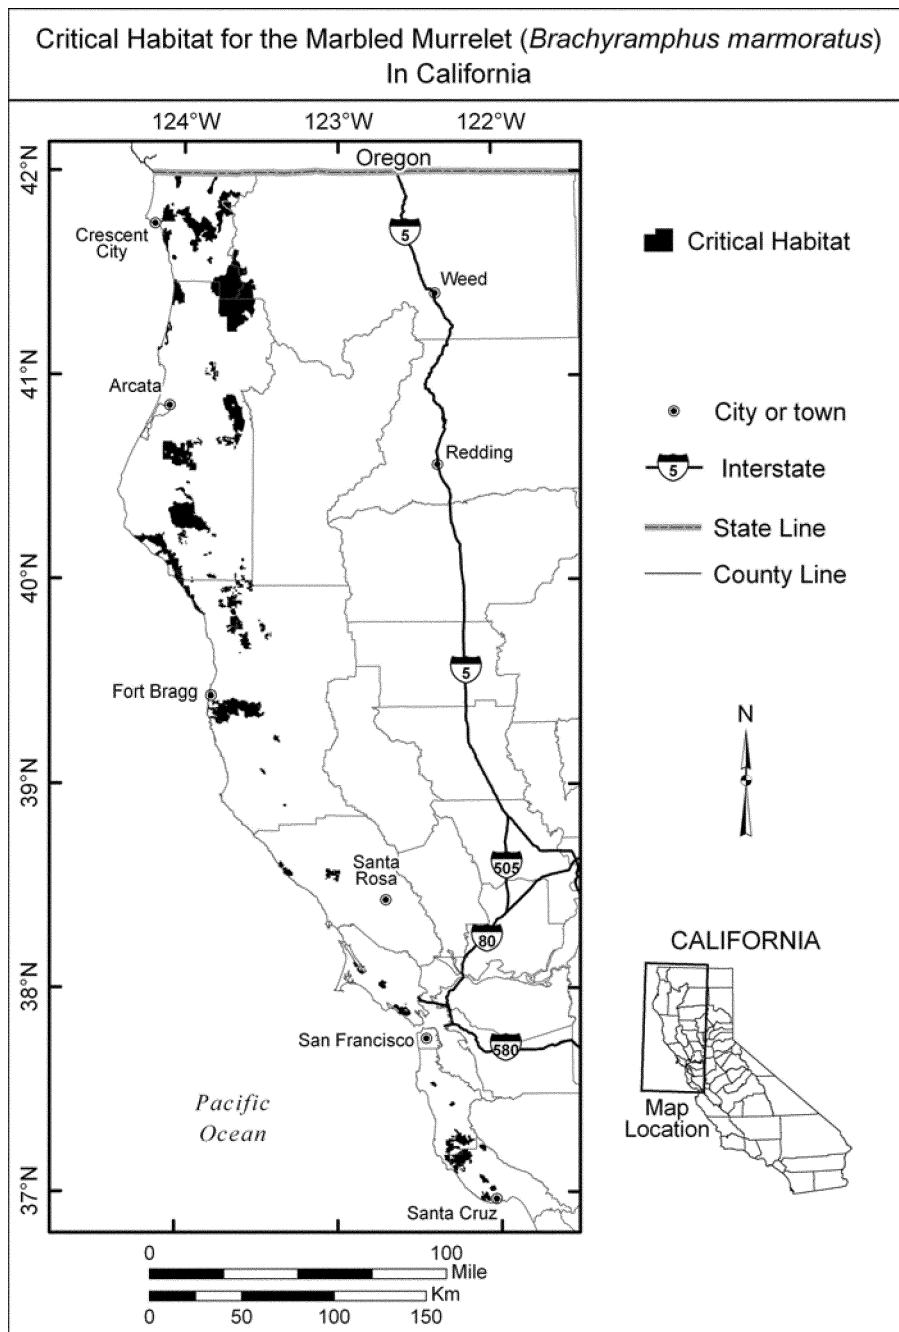 Critical Habitat for the Marbled Murrelet (Brachyramphus marmoratus)
In California
124°W
123°W
122°W
42°N
41°N
40°N
39°N
38°N
37°N
Oregon
Crescent
City
5
Weed
Arcata
Redding
5
Fort Bragg
Santa
Rosa
505
80
San Francisco
580
Pacific
Ocean
Santa Cruz
Critical Habitat
City or town
5
Interstate
State Line
County Line
N
CALIFORNIA
Map
Location
0
100
Mile
Km
0
50
100
150